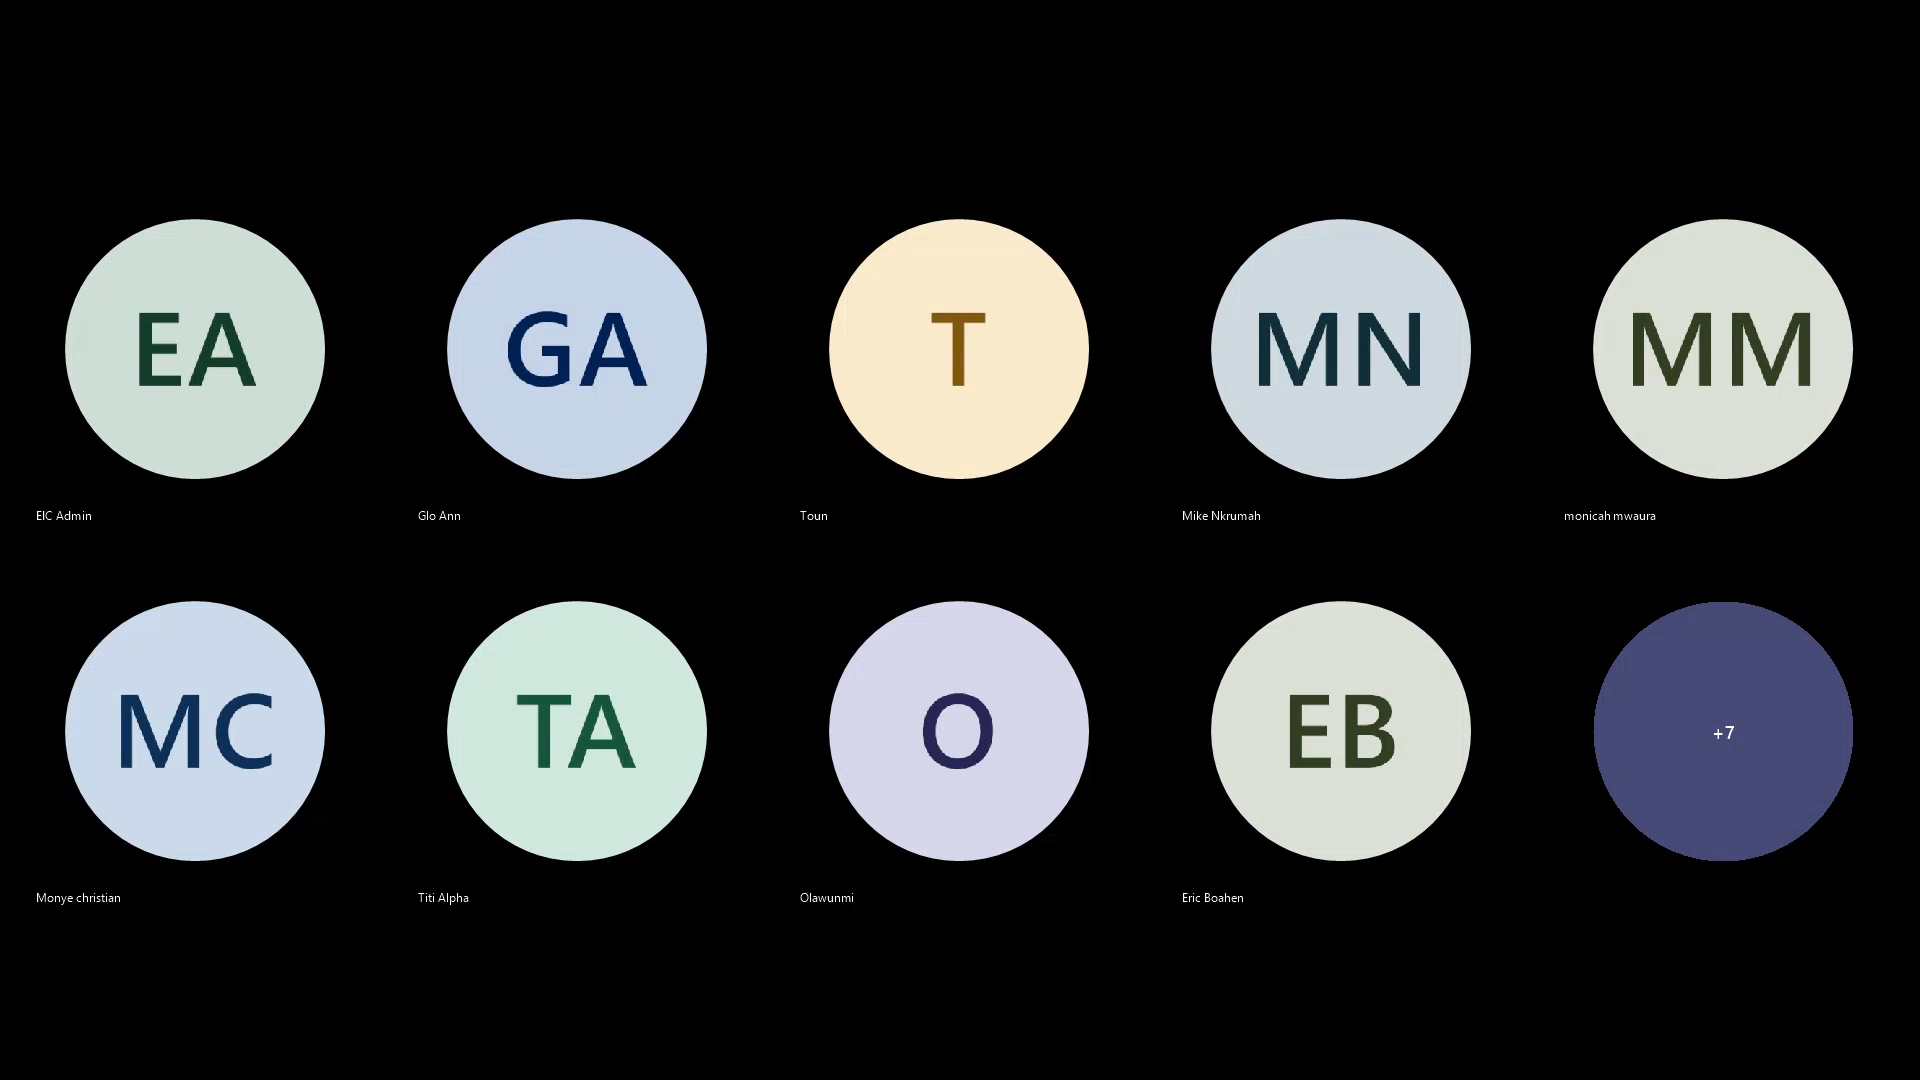 EA
GA
T
MN
MM
EIC Admin
Glo Ann
Toun
Mike Nkrumah
monicah mwaura
MC
TA
O
EB
+7
Monye christian
Titi Alpha
Olawunmi
Eric Boahen